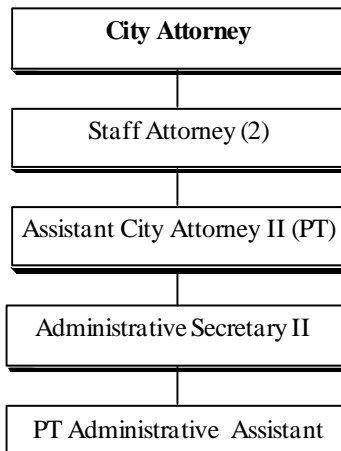 City Attorney
Staff Attorney (2)
Assistant City Attorney II (PT)
Administrative Secretary II
PT Administrative Assistant